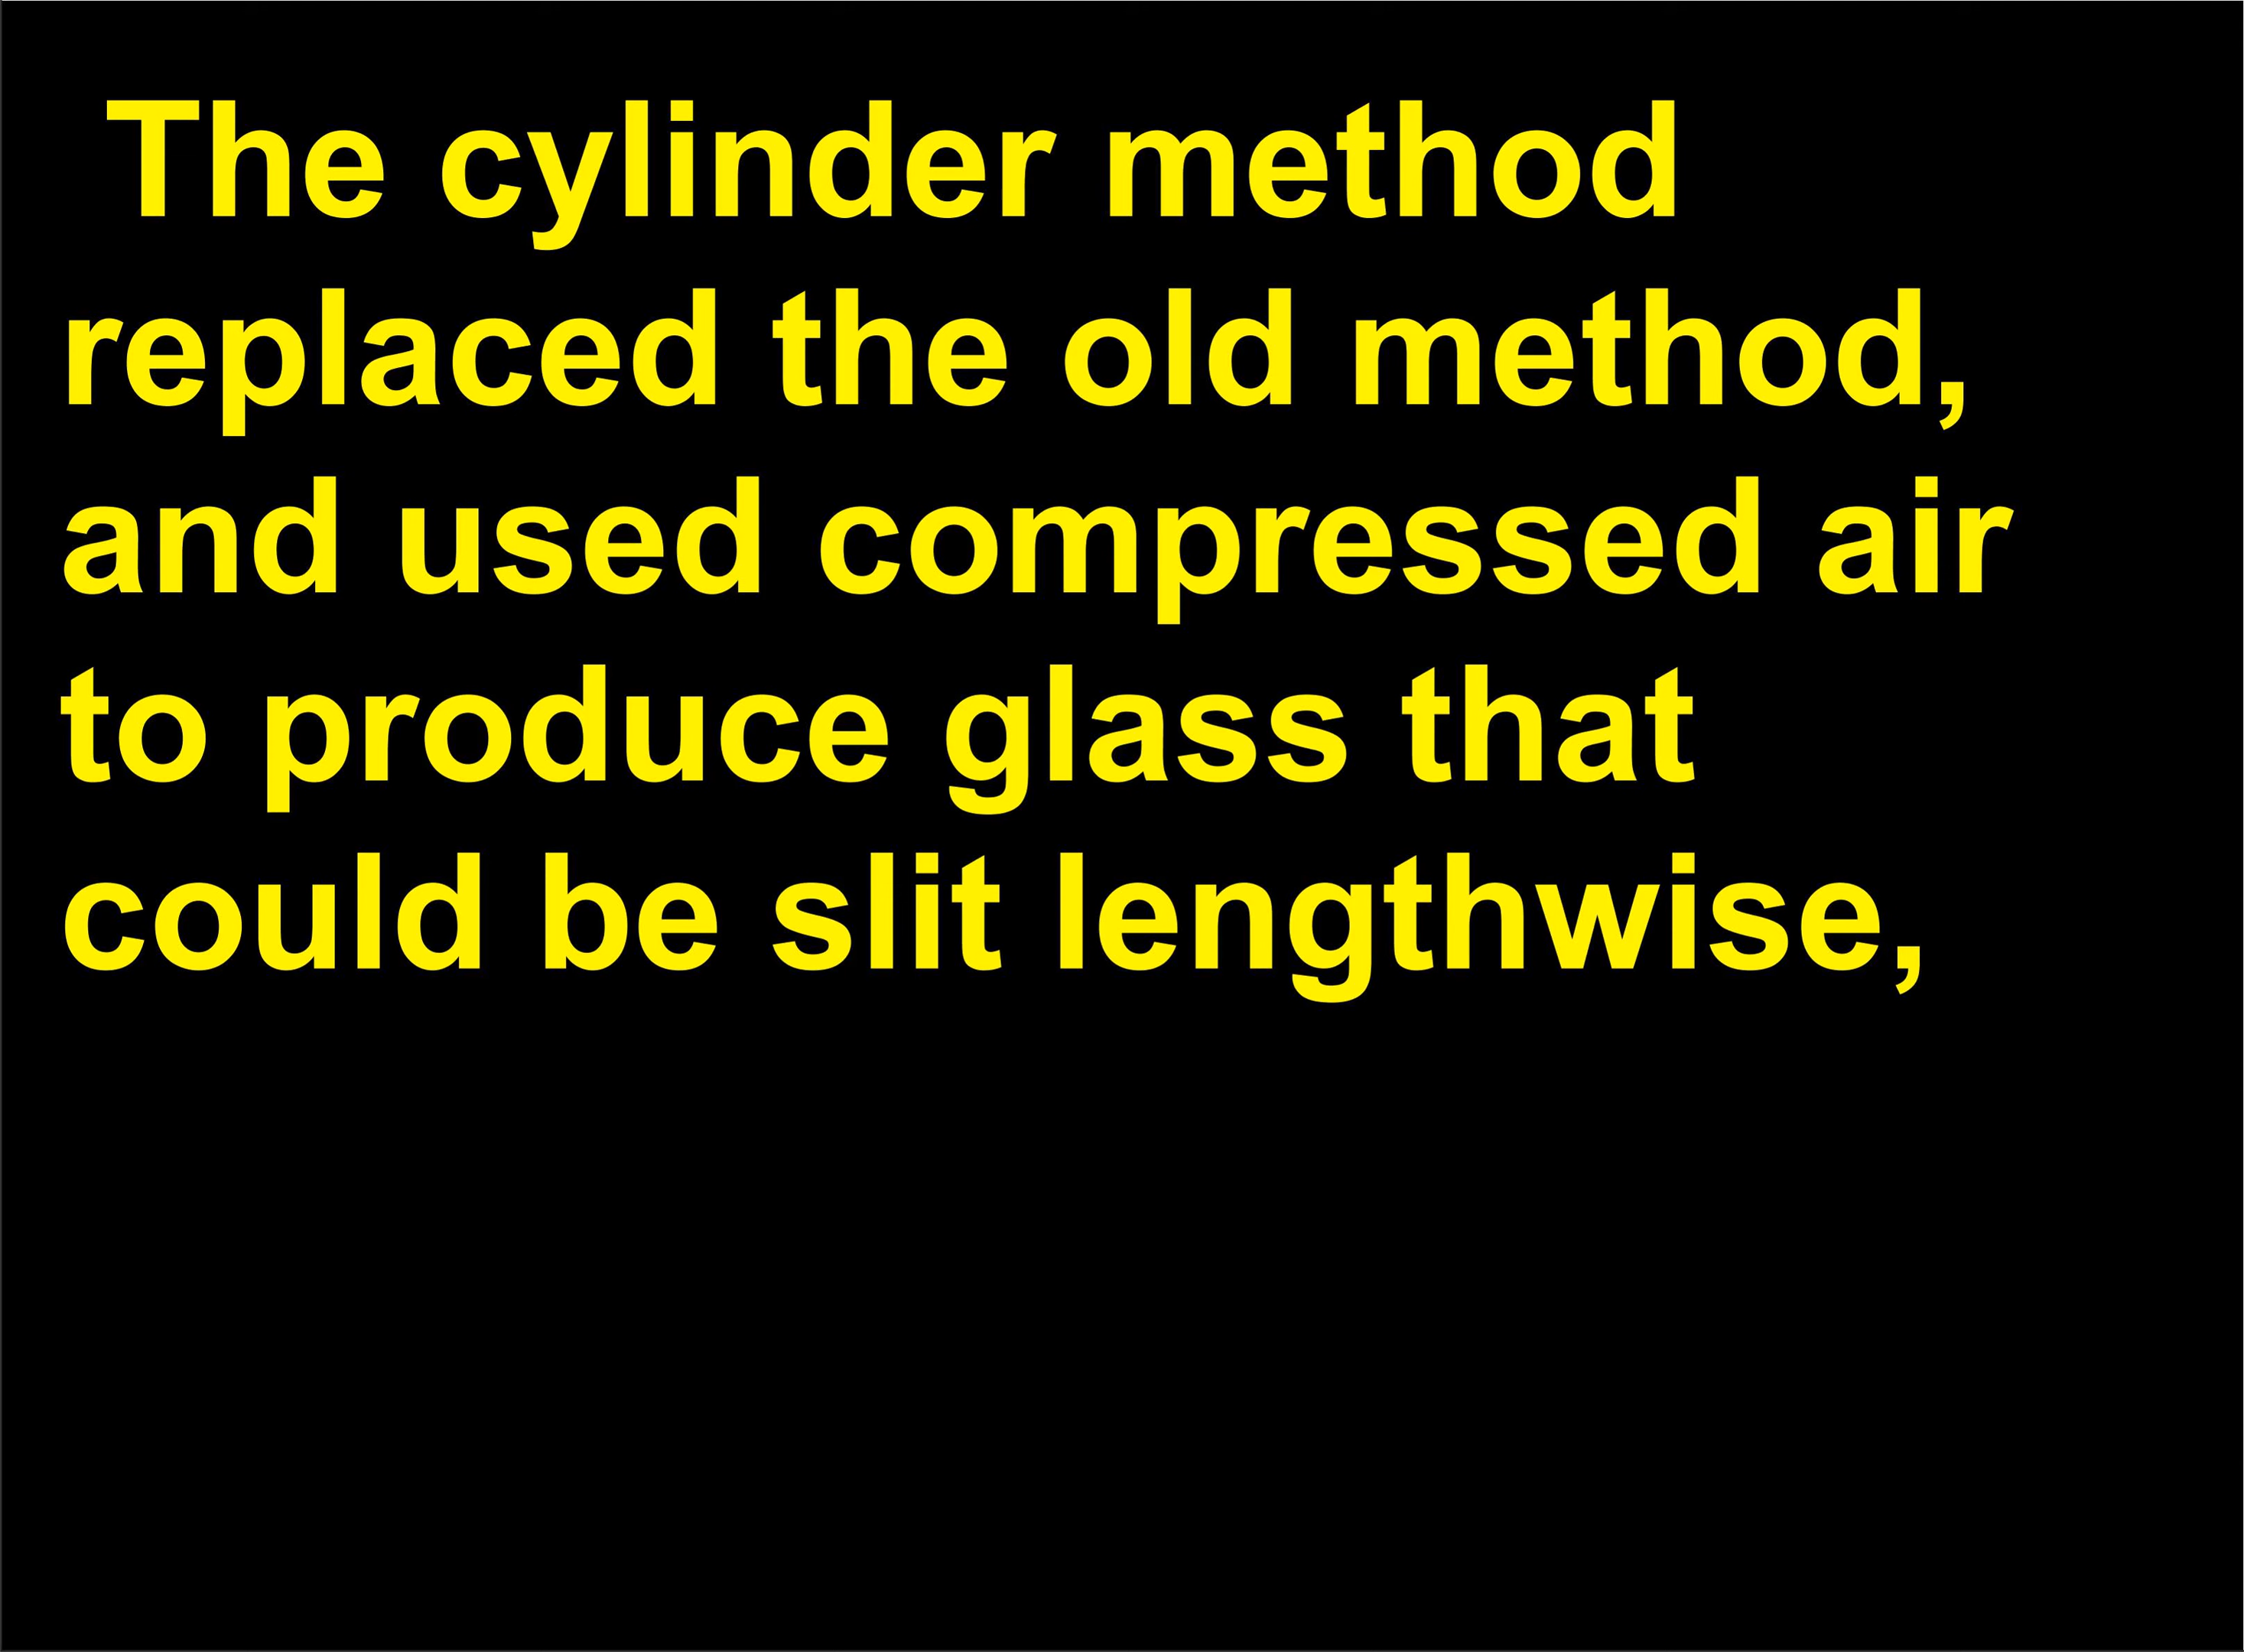 The cylinder method
replaced the old method,
and used compressed air
to produce glass that
could be slit lengthwise,